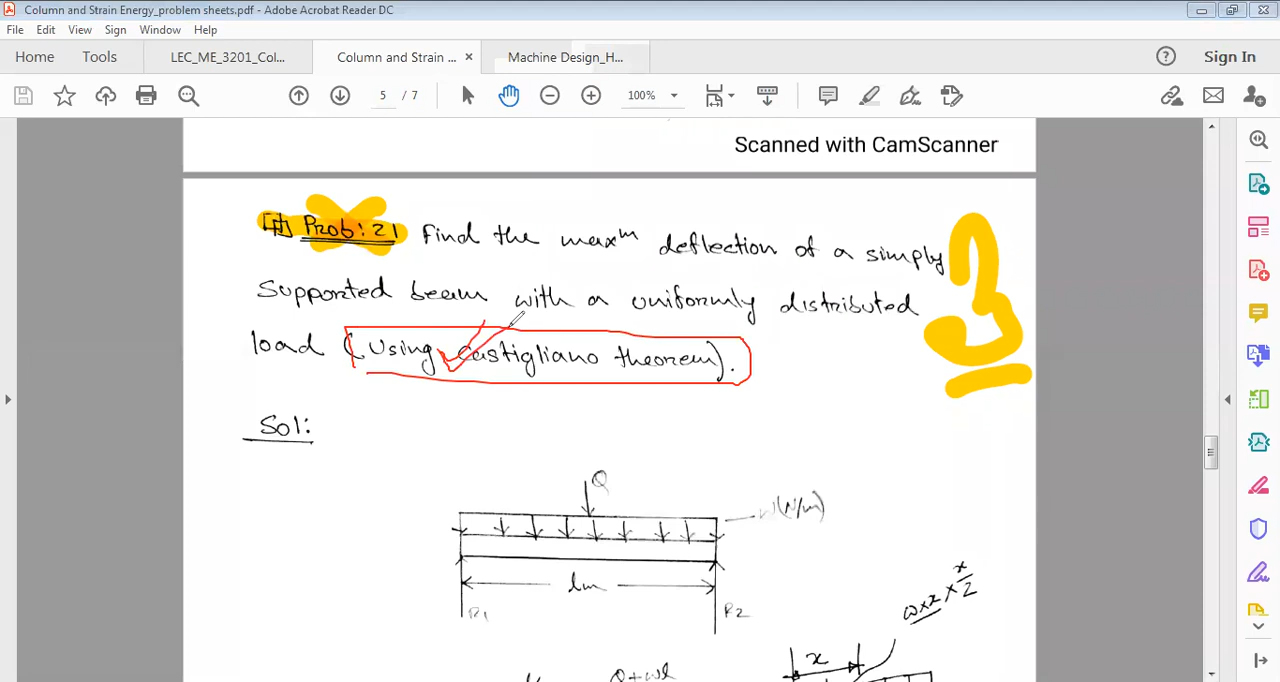 Column and Strain Energy_problem sheets.pdf - Adobe Acrobat Reader DC
File Edit View Sign Window Help
Home Tools LEC_ME_3201_Col... Column and Strain ... × Machine Design_H...
? Sign In
5 / 7 100%
Scanned with CamScanner
Prob: 21 Find the maxᵐ deflection of a simply
supported beam with a uniformly distributed
load (Using Castigliano theorem).
3
Sol:
Q
w(N/m)
lm
R1 R2
x
Q+wl